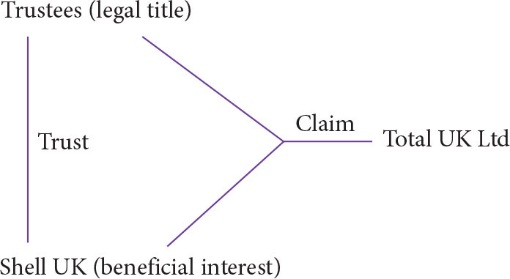 Trustees (legal title)
Claim
Trust
Total UK Ltd
Shell UK (beneficial interest)